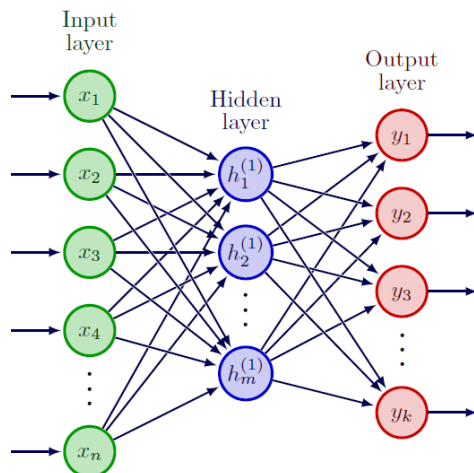 Input
layer
Hidden
layer
Output
layer
x₁
x₂
x₃
x₄
xₙ
h₁⁽¹⁾
h₂⁽¹⁾
hₘ⁽¹⁾
y₁
y₂
y₃
yₖ